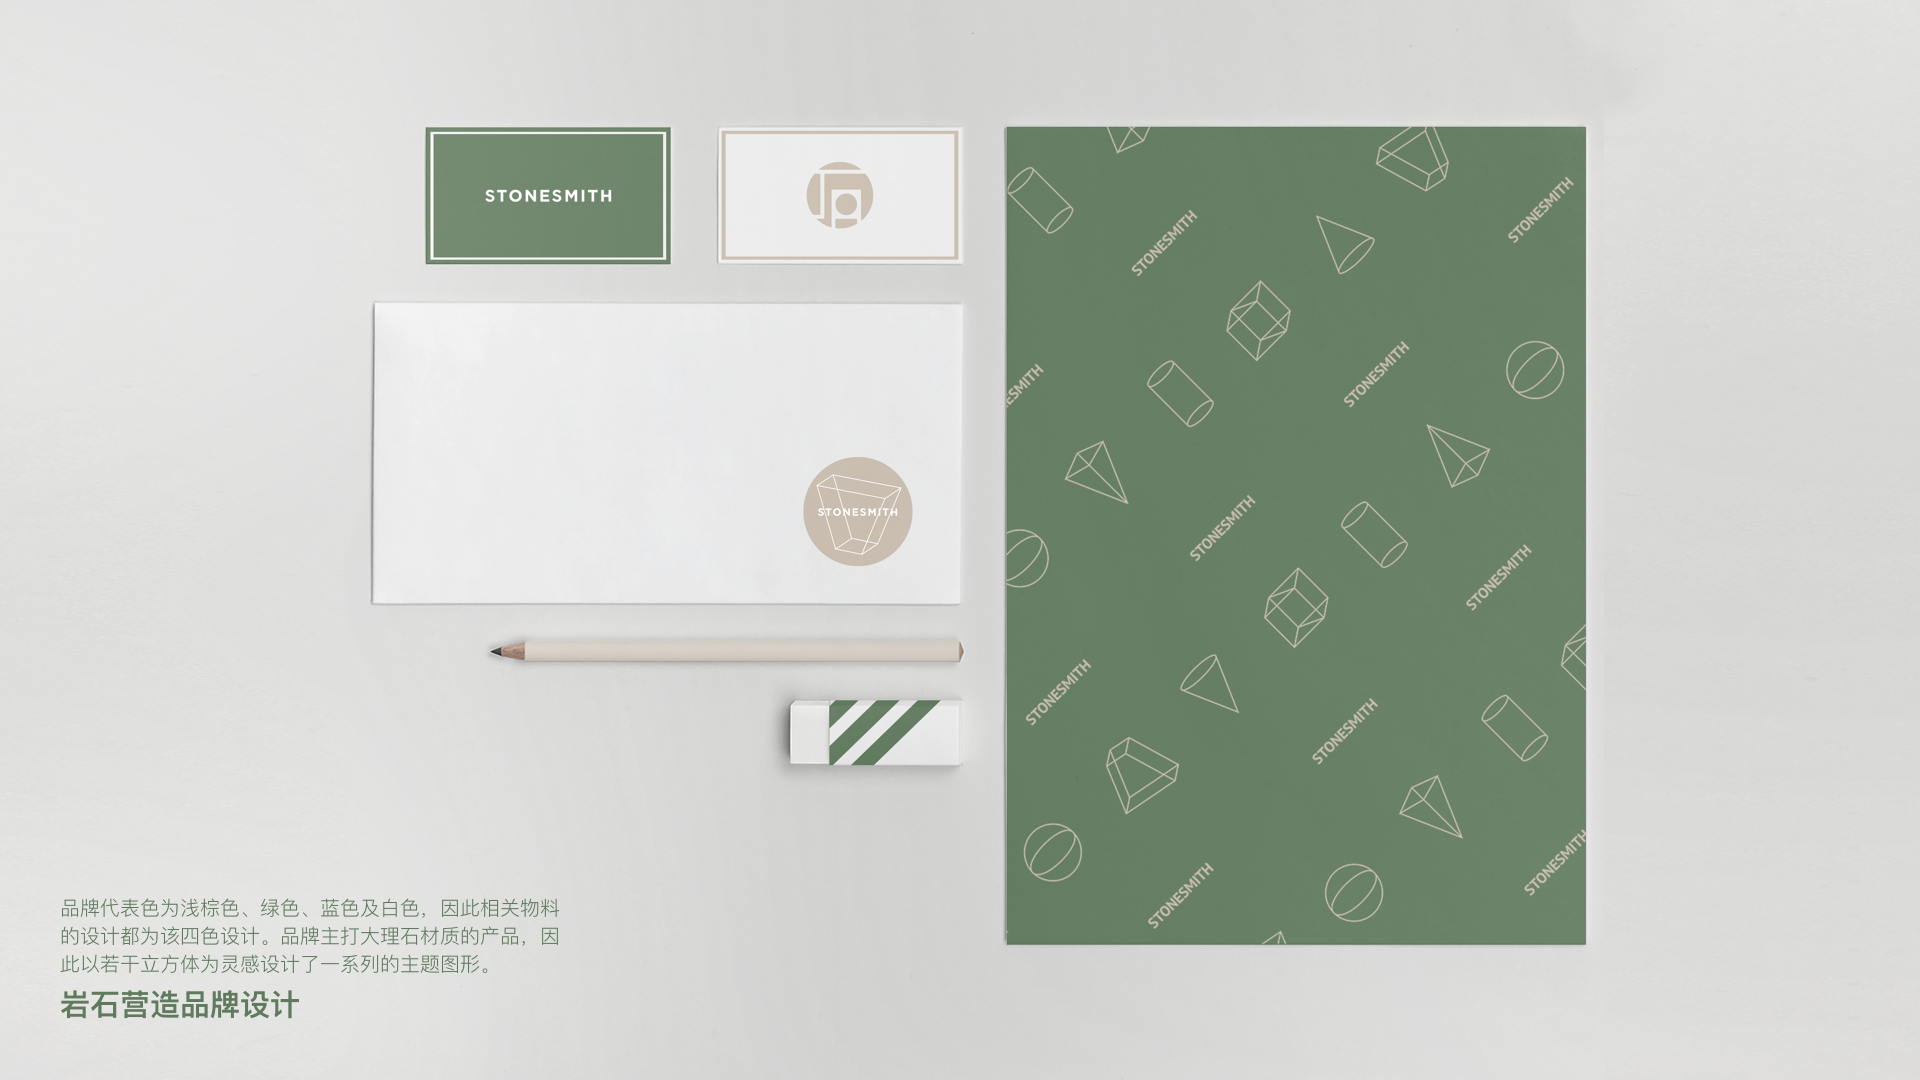 STONESMITH
STONESMITH
STONESMITH
STONESMITH
STONESMITH
ESMITH
STONESMITH
STONESMITH
STONESMITH
STONESMITH
STONESMITH
STONESMITH
STONESMITH
品牌代表色为浅棕色、绿色、蓝色及白色，因此相关物料
的设计都为该四色设计。品牌主打大理石材质的产品，因
此以若干立方体为灵感设计了一系列的主题图形。
岩石营造品牌设计